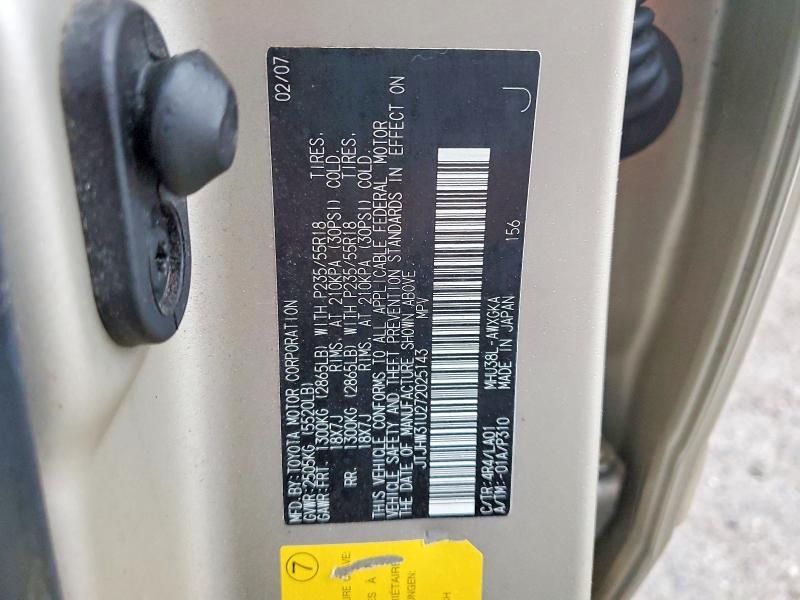 MFD.BY:TOYOTA MOTOR CORPORATION 02/07
GVWR:2505KG (5520LB)
GAWR:FRT. 1300KG (2865LB) WITH P235/55R18 TIRES,
18X7J RIMS, AT 210KPA (30PSI) COLD.
RR. 1300KG (2865LB) WITH P235/55R18 TIRES,
18X7J RIMS, AT 210KPA (30PSI) COLD.
THIS VEHICLE CONFORMS TO ALL APPLICABLE FEDERAL MOTOR
VEHICLE SAFETY AND THEFT PREVENTION STANDARDS IN EFFECT ON
THE DATE OF MANUFACTURE SHOWN ABOVE.
JTJHW31U272025143 MPV
C/TR:4R4/LA01 MHU38L-AWXGKA 156
A/TM:-01A/P310 MADE IN JAPAN J
7